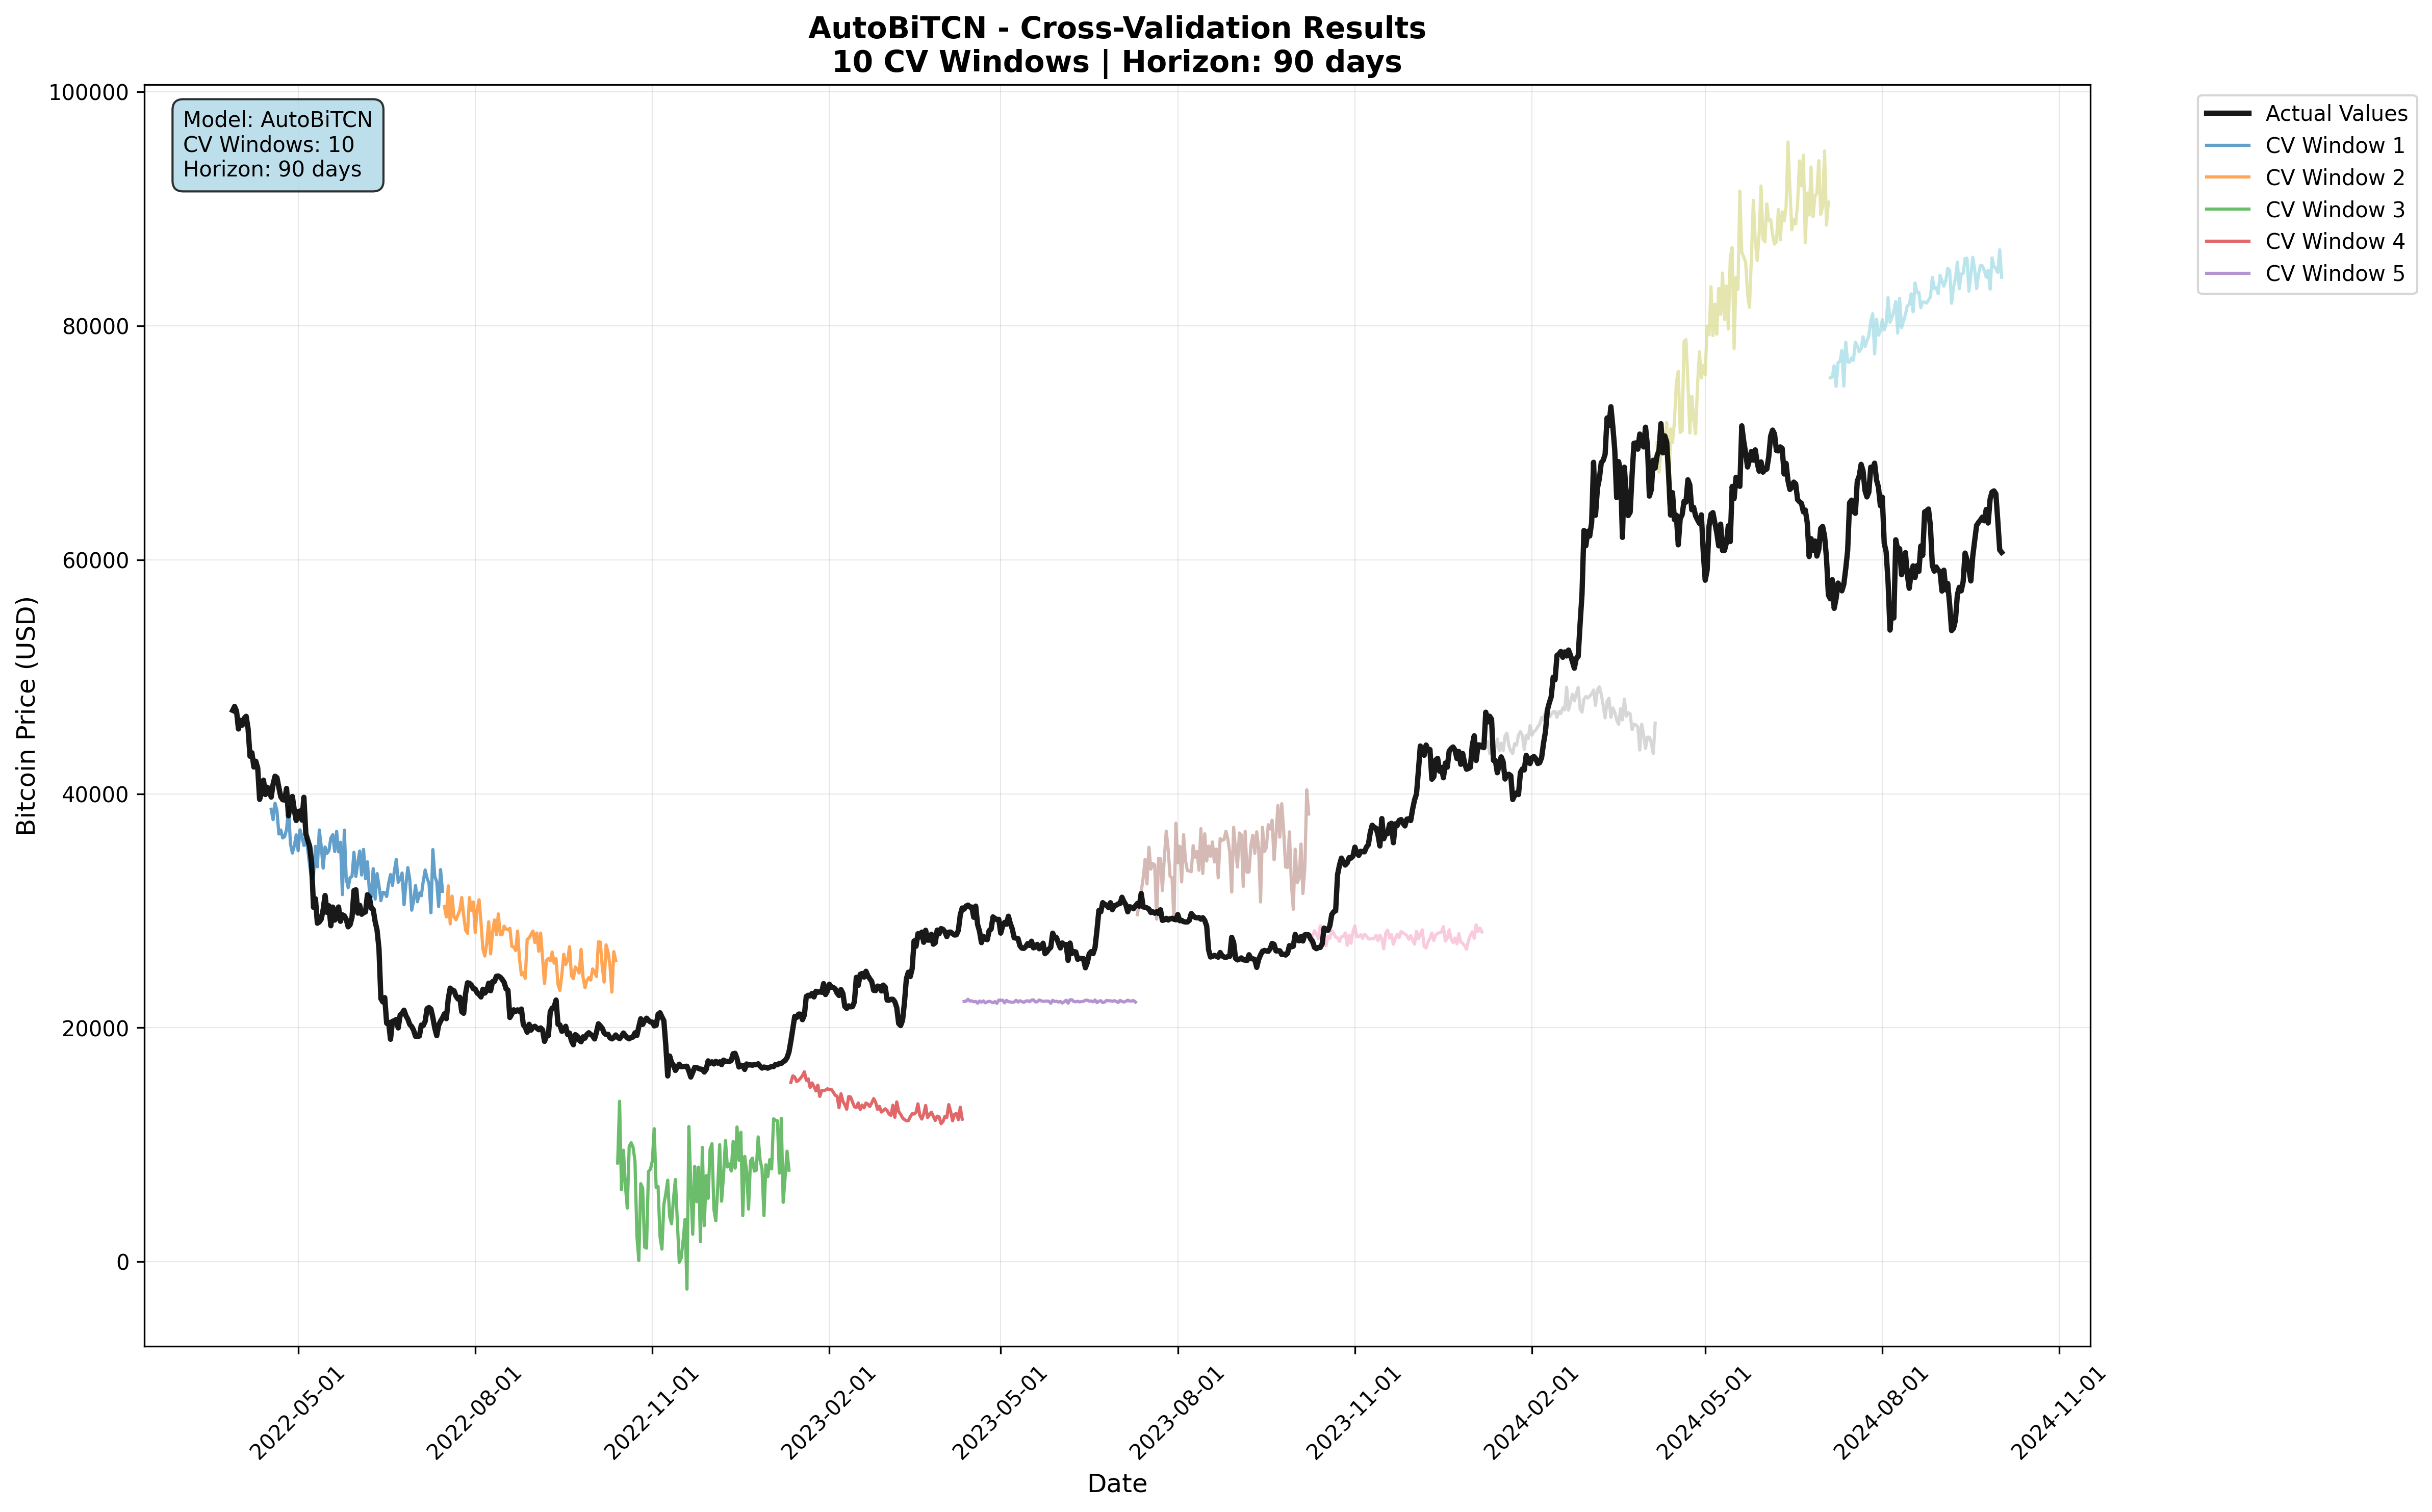 AutoBiTCN - Cross-Validation Results
10 CV Windows | Horizon: 90 days
Model: AutoBiTCN
CV Windows: 10
Horizon: 90 days
Actual Values
CV Window 1
CV Window 2
CV Window 3
CV Window 4
CV Window 5
Bitcoin Price (USD)
100000
80000
60000
40000
20000
0
2022-05-01
2022-08-01
2022-11-01
2023-02-01
2023-05-01
2023-08-01
2023-11-01
2024-02-01
2024-05-01
2024-08-01
2024-11-01
Date